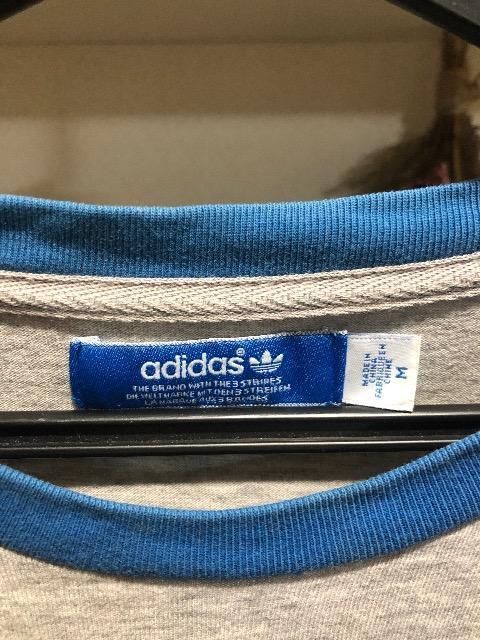 adidas®
THE BRAND WITH THE 3 STRIPES
DIE WELTMARKE MIT DEN 3 STREIFEN
LA MARQUE AUX 3 BANDES
MADE IN
CHINA
FABRIQUE EN
CHINE
M